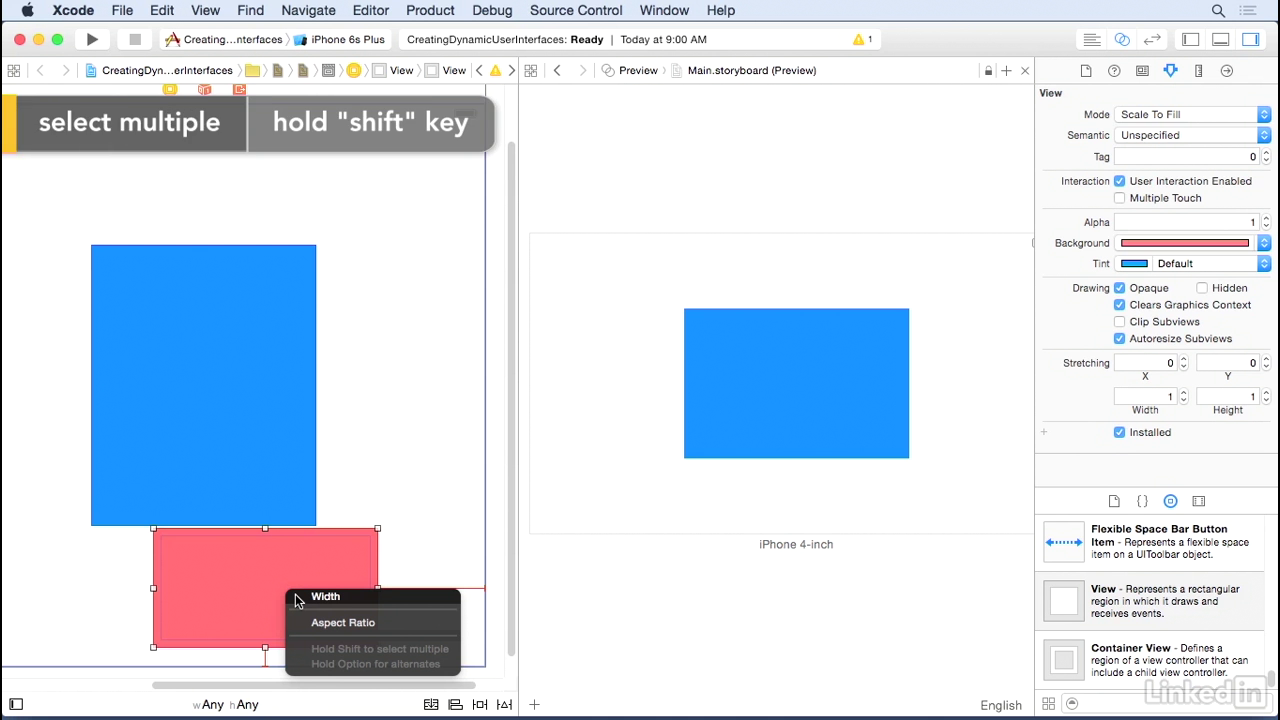 Xcode File Edit View Find Navigate Editor Product Debug Source Control Window Help
Creating...nterfaces iPhone 6s Plus CreatingDynamicUserInterfaces: Ready | Today at 9:00 AM 1
CreatingDyn...erInterfaces View View
Preview Main.storyboard (Preview)
select multiple hold "shift" key
View
Mode Scale To Fill
Semantic Unspecified
Tag 0
Interaction User Interaction Enabled
Multiple Touch
Alpha 1
Background
Tint Default
Drawing Opaque Hidden
Clears Graphics Context
Clip Subviews
Autoresize Subviews
Stretching 0 0
X Y
1 1
Width Height
Installed
Width
Aspect Ratio
Hold Shift to select multiple
Hold Option for alternates
iPhone 4-inch
Flexible Space Bar Button
Item - Represents a flexible
space item on a UIToolbar object.
View - Represents a rectangular
region in which it draws and
receives events.
Container View - Defines a
region of a view controller that can
include a child view controller.
wAny hAny
English
LinkedIn